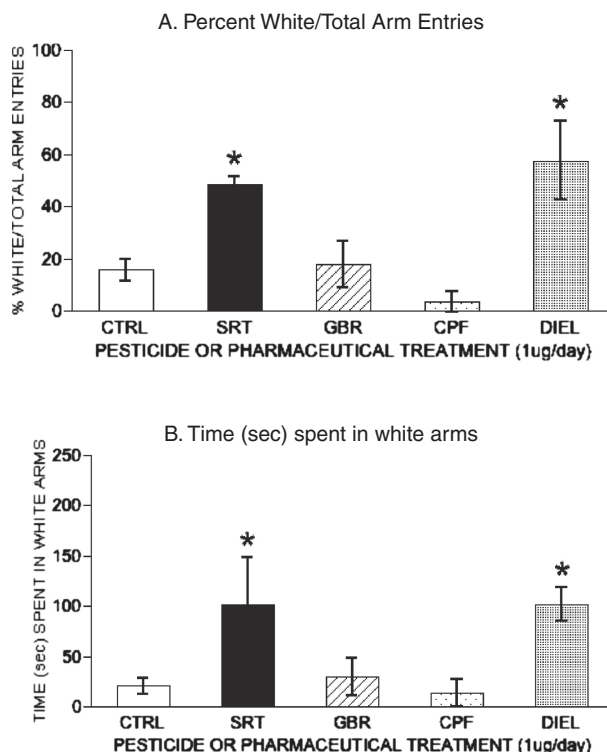 A. Percent White/Total Arm Entries
% WHITE/TOTAL ARM ENTRIES
100
80
60
40
20
0
*
*
CTRL SRT GBR CPF DIEL
PESTICIDE OR PHARMACEUTICAL TREATMENT (1ug/day)
B. Time (sec) spent in white arms
TIME (sec) SPENT IN WHITE ARMS
250
200
150
100
50
0
*
*
CTRL SRT GBR CPF DIEL
PESTICIDE OR PHARMACEUTICAL TREATMENT (1ug/day)